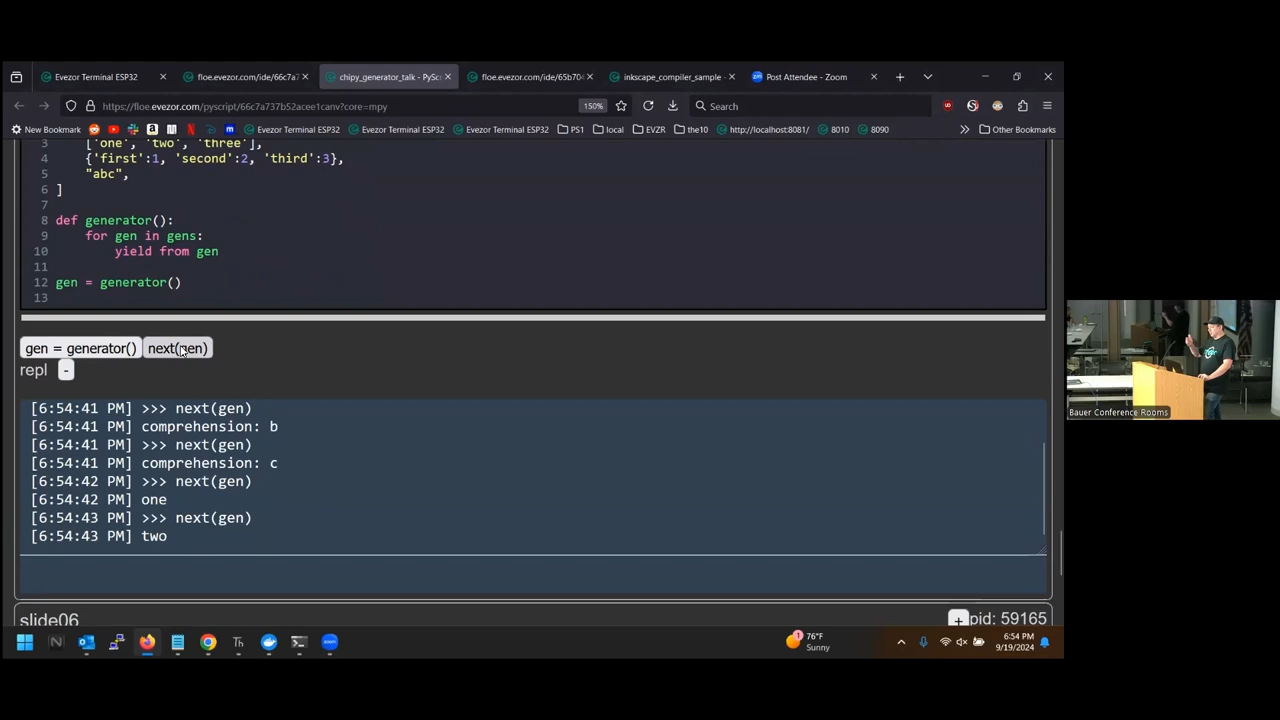 Evezor Terminal ESP32
floe.evezor.com/ide/66c7a7
chipy_generator_talk - PyScr
floe.evezor.com/ide/65b704
inkscape_compiler_sample -
zm
Post Attendee - Zoom
https://floe.evezor.com/pyscript/66c7a737b52acee1canv?core=mpy
150%
Search
New Bookmark
Evezor Terminal ESP32
Evezor Terminal ESP32
Evezor Terminal ESP32
PS1
local
EVZR
the10
http://localhost:8081/
8010
8090
Other Bookmarks
3 ['one', 'two', 'three'],
4 {'first':1, 'second':2, 'third':3},
5 "abc",
6 ]
7
8 def generator():
9 for gen in gens:
10 yield from gen
11
12 gen = generator()
13
gen = generator() next(gen)
repl -
[6:54:41 PM] >>> next(gen)
[6:54:41 PM] comprehension: b
[6:54:41 PM] >>> next(gen)
[6:54:41 PM] comprehension: c
[6:54:42 PM] >>> next(gen)
[6:54:42 PM] one
[6:54:43 PM] >>> next(gen)
[6:54:43 PM] two
slide06
+ pid: 59165
76°F
Sunny
6:54 PM
9/19/2024
Bauer Conference Rooms